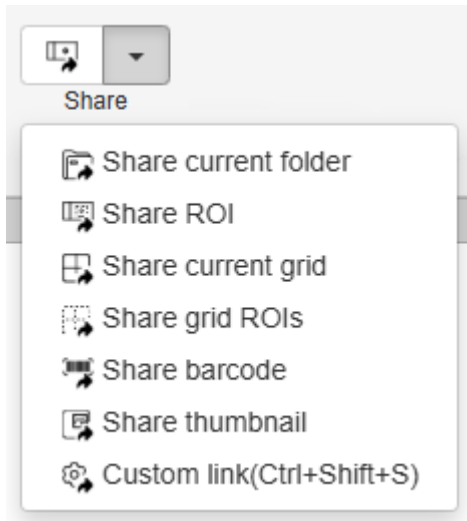 Share
Share current folder
Share ROI
Share current grid
Share grid ROIs
Share barcode
Share thumbnail
Custom link(Ctrl+Shift+S)